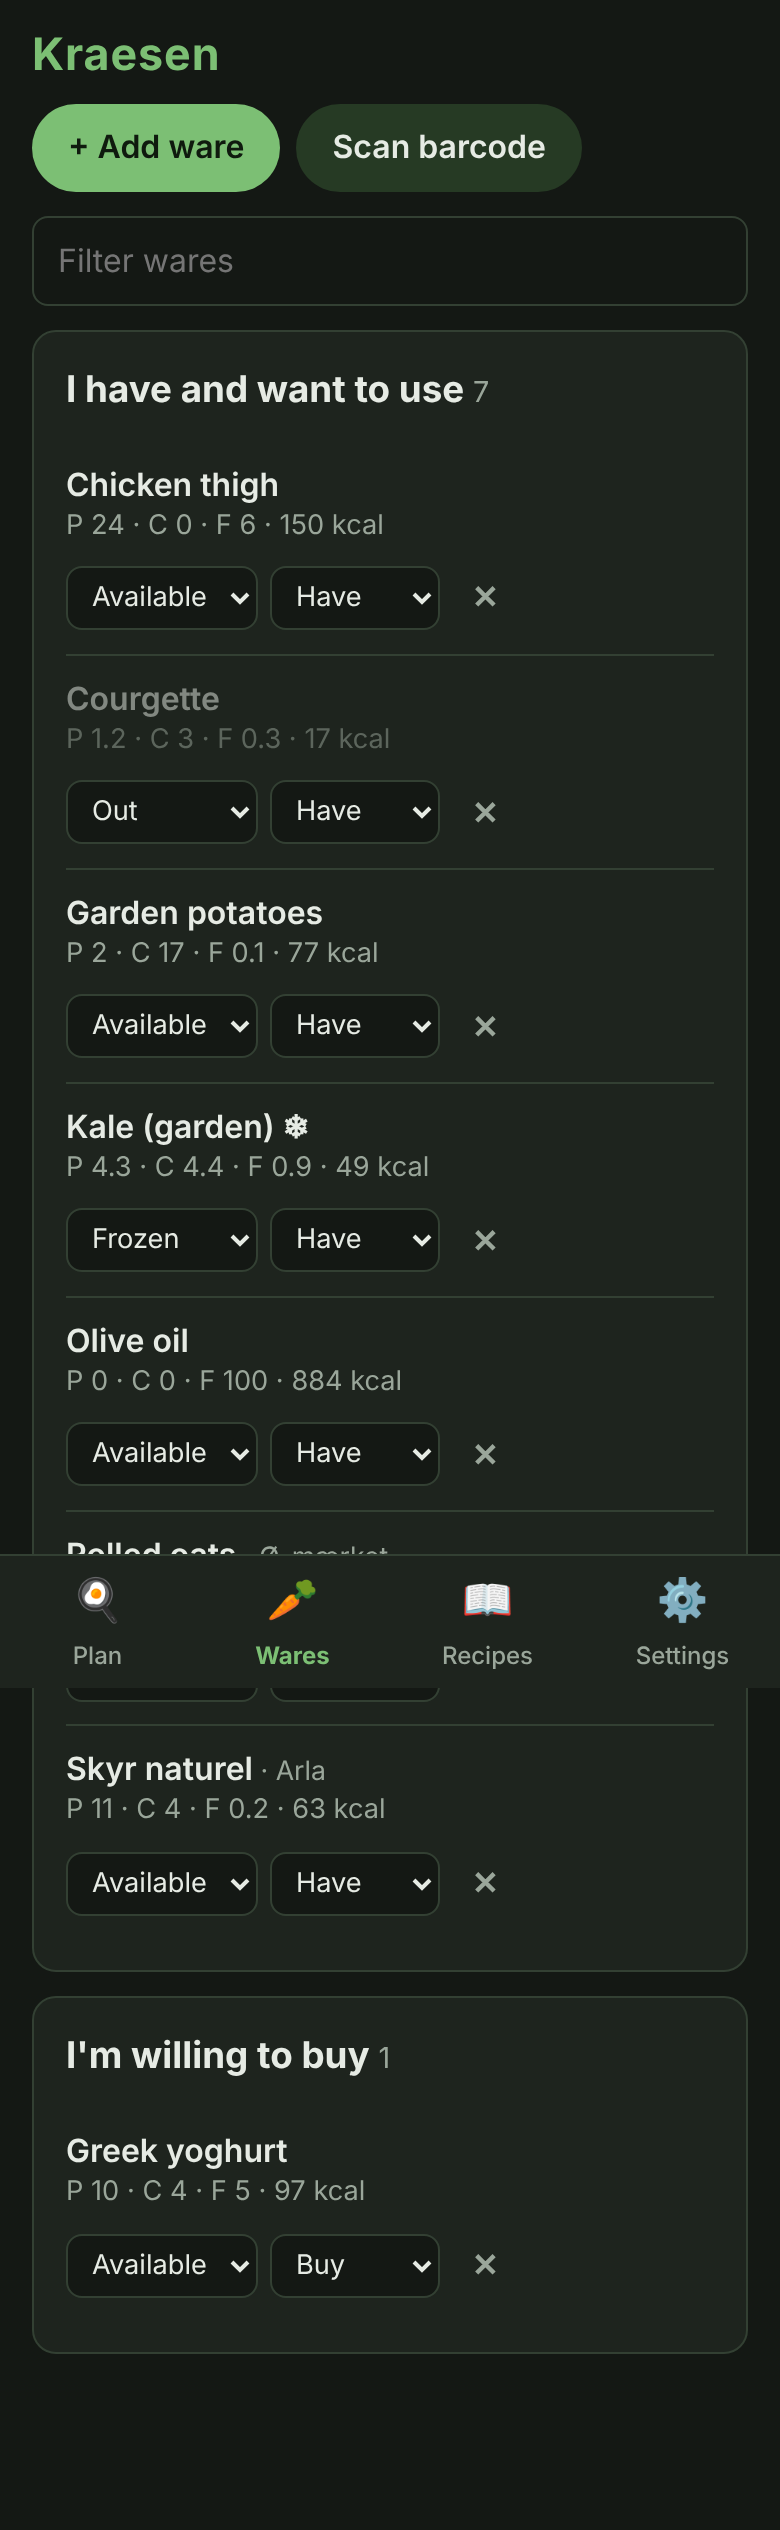 Kraesen
+ Add ware
Scan barcode
Filter wares
I have and want to use 7
Chicken thigh
P 24 · C 0 · F 6 · 150 kcal
Available
Have
✕
Courgette
P 1.2 · C 3 · F 0.3 · 17 kcal
Out
Have
✕
Garden potatoes
P 2 · C 17 · F 0.1 · 77 kcal
Available
Have
✕
Kale (garden) ❄
P 4.3 · C 4.4 · F 0.9 · 49 kcal
Frozen
Have
✕
Olive oil
P 0 · C 0 · F 100 · 884 kcal
Available
Have
✕
Plan
Wares
Recipes
Settings
Skyr naturel · Arla
P 11 · C 4 · F 0.2 · 63 kcal
Available
Have
✕
I'm willing to buy 1
Greek yoghurt
P 10 · C 4 · F 5 · 97 kcal
Available
Buy
✕